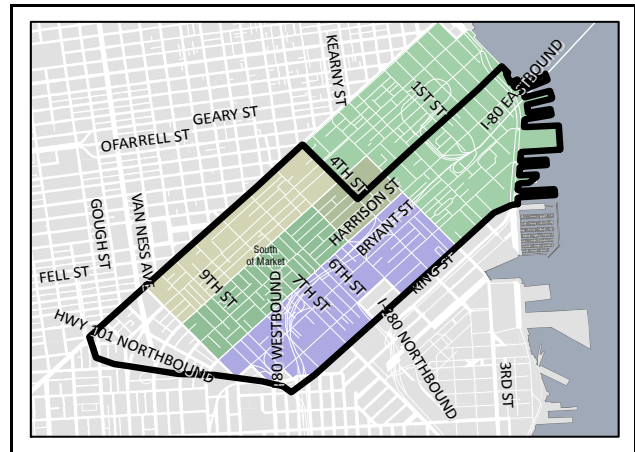 KEARNY ST
1ST ST
I-80 EASTBOUND
GEARY ST
OFARRELL ST
4TH ST
HARRISON ST
BRYANT ST
GOUGH ST
VAN NESS AVE
South
of Market
9TH ST
6TH ST
7TH ST
KING ST
FELL ST
I-80 WESTBOUND
I-280 NORTHBOUND
HWY 101 NORTHBOUND
3RD ST